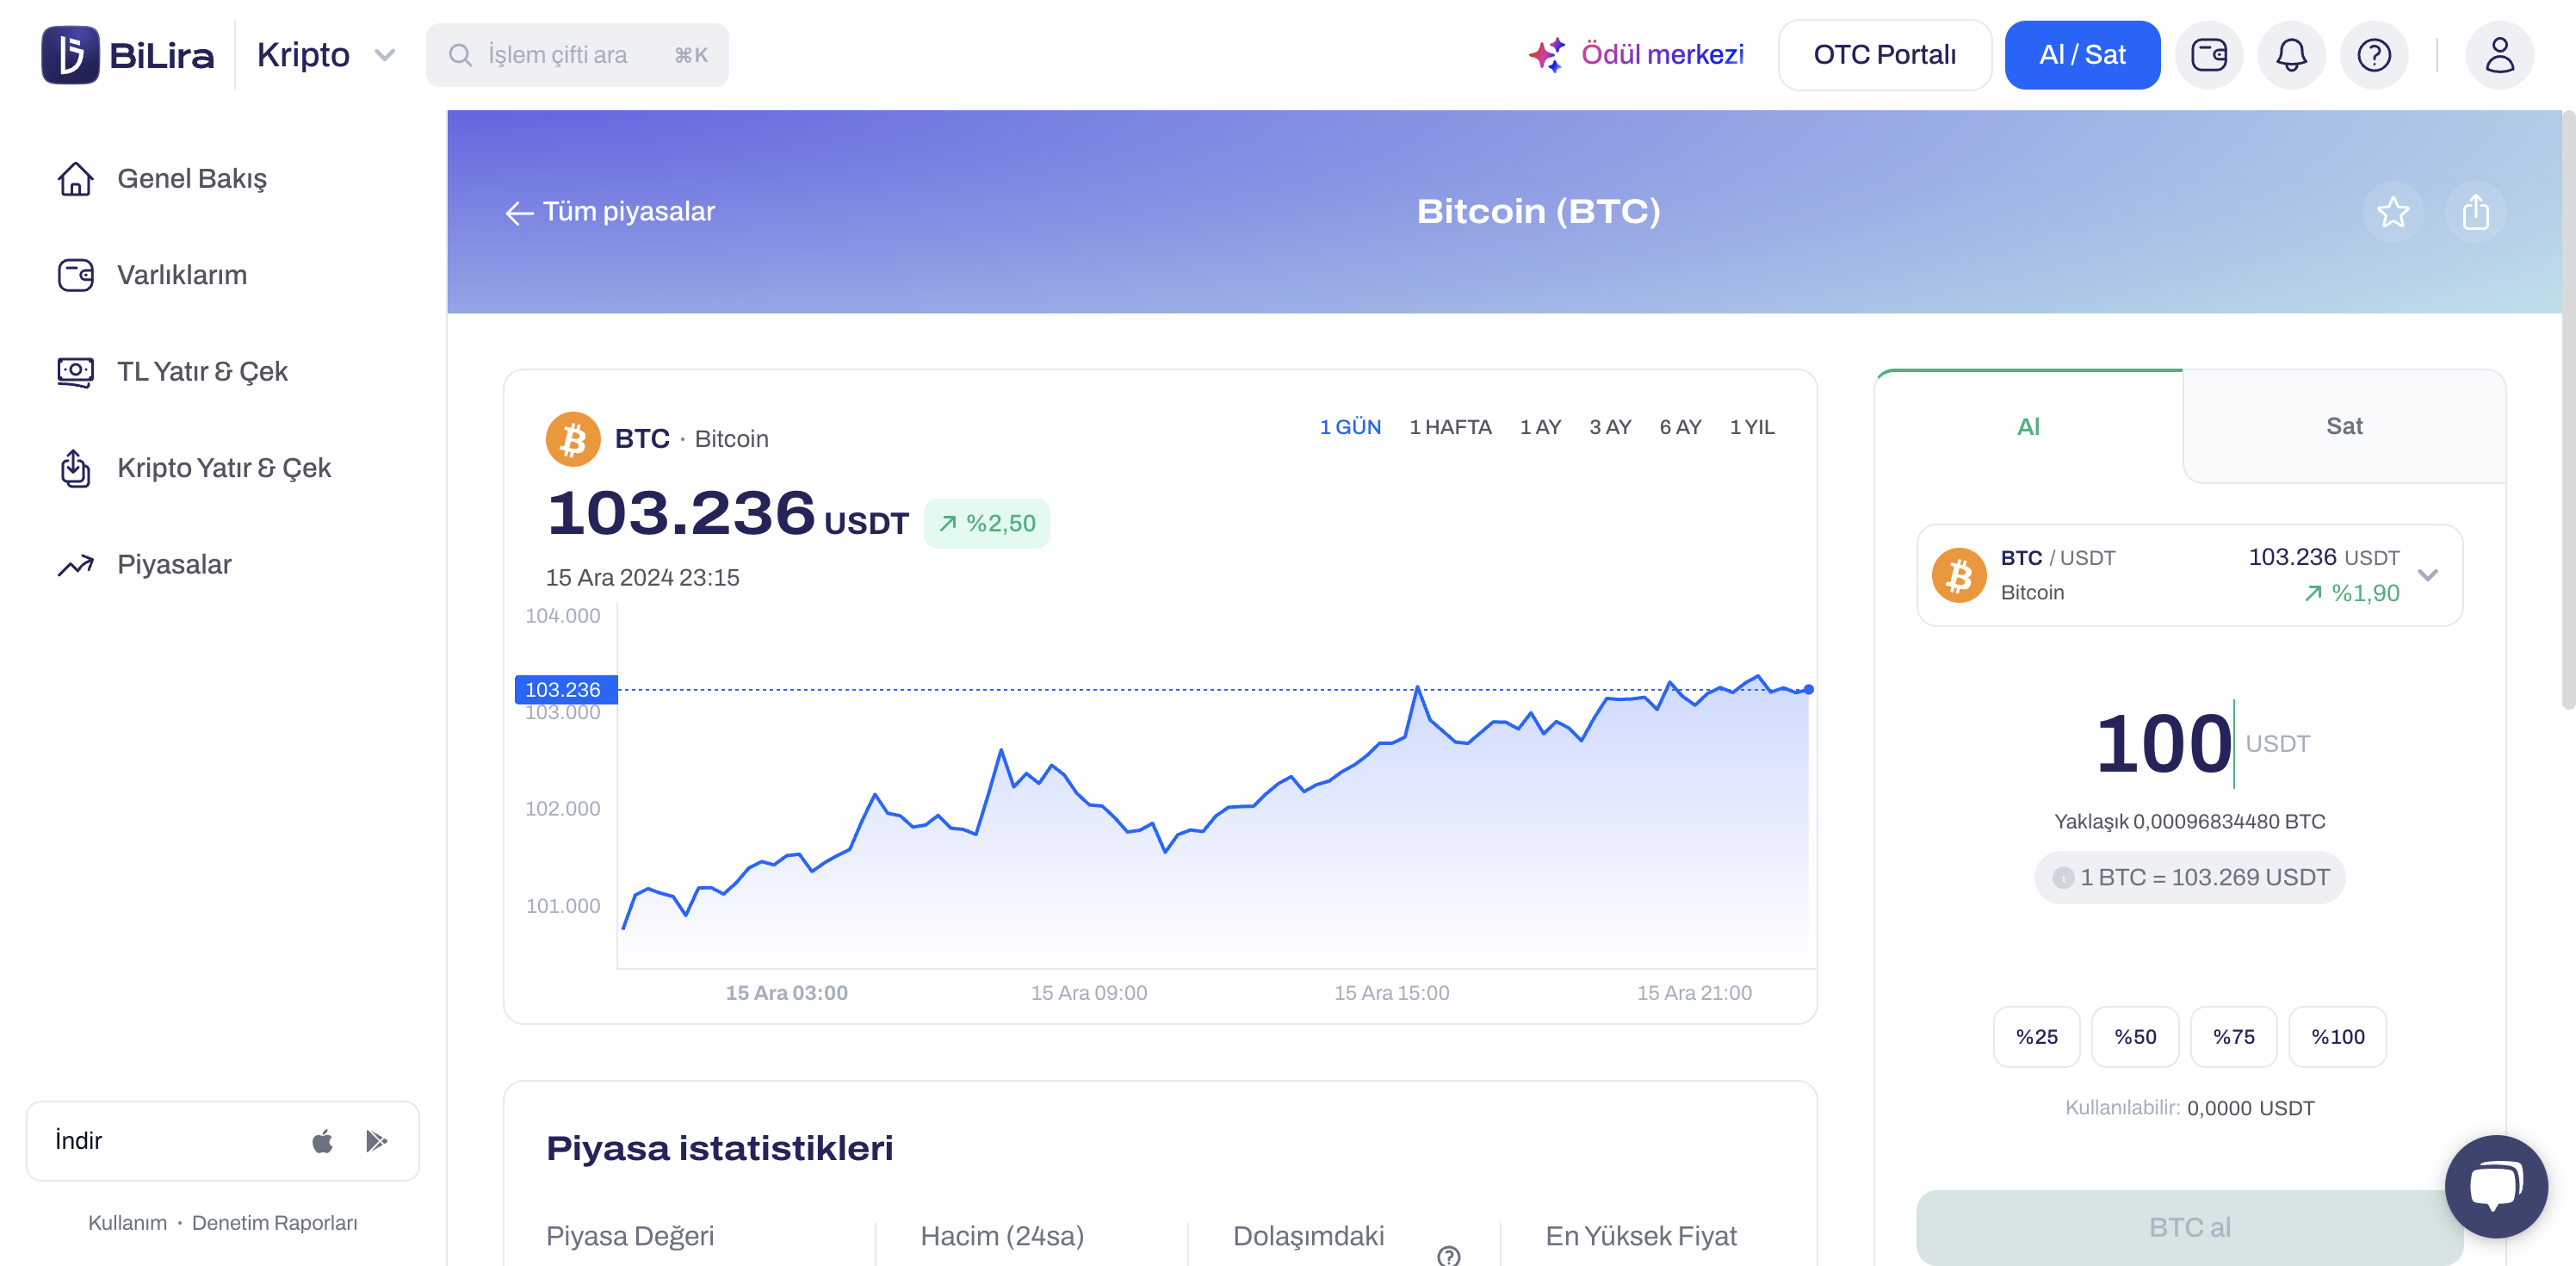 BiLira
Kripto
İşlem çifti ara ⌘K
Ödül merkezi
OTC Portalı
Al / Sat
Genel Bakış
Varlıklarım
TL Yatır & Çek
Kripto Yatır & Çek
Piyasalar
İndir
Kullanım · Denetim Raporları
Tüm piyasalar
Bitcoin (BTC)
BTC · Bitcoin
1 GÜN 1 HAFTA 1 AY 3 AY 6 AY 1 YIL
103.236 USDT %2,50
15 Ara 2024 23:15
104.000
103.236
103.000
102.000
101.000
15 Ara 03:00 15 Ara 09:00 15 Ara 15:00 15 Ara 21:00
Piyasa istatistikleri
Piyasa Değeri
Hacim (24sa)
Dolaşımdaki
En Yüksek Fiyat
Al
Sat
BTC / USDT 103.236 USDT
Bitcoin %1,90
100 USDT
Yaklaşık 0,00096834480 BTC
1 BTC = 103.269 USDT
%25 %50 %75 %100
Kullanılabilir: 0,0000 USDT
BTC al